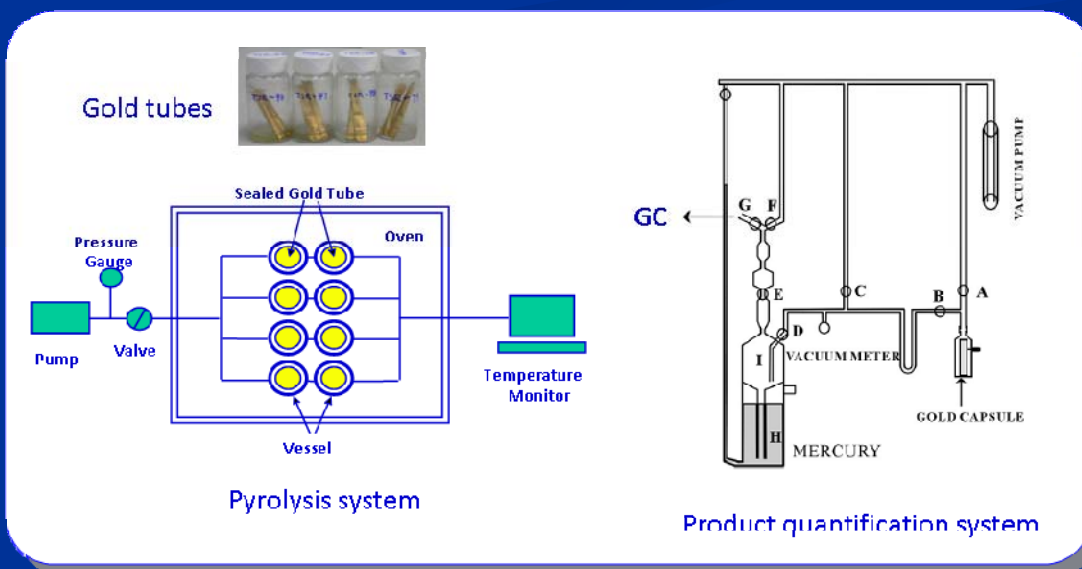 Gold tubes
Sealed Gold Tube
Oven
Pressure
Gauge
Pump
Valve
Vessel
Temperature
Monitor
Pyrolysis system
GC
G
F
E
C
B
A
D
I
H
VACUUM PUMP
VACUUM METER
GOLD CAPSULE
MERCURY
Product quantification system